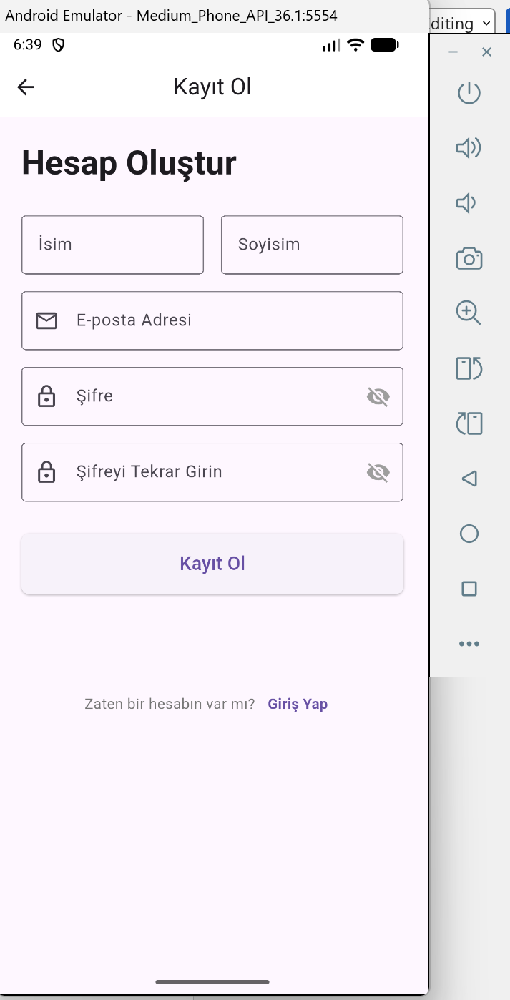 Android Emulator - Medium_Phone_API_36.1:5554
diting
6:39
Kayıt Ol
Hesap Oluştur
İsim
Soyisim
E-posta Adresi
Şifre
Şifreyi Tekrar Girin
Kayıt Ol
Zaten bir hesabın var mı? Giriş Yap